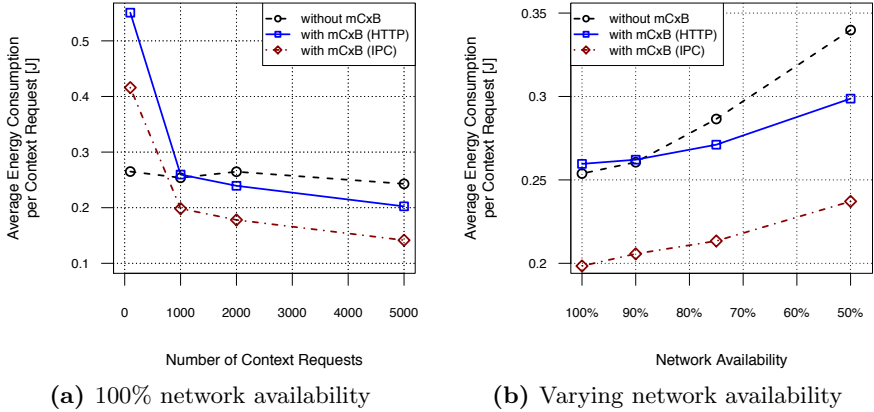 Average Energy Consumption
per Context Request [J]
0.5
0.4
0.3
0.2
0.1
without mCxB
with mCxB (HTTP)
with mCxB (IPC)
0 1000 2000 3000 4000 5000
Number of Context Requests
(a) 100% network availability
Average Energy Consumption
per Context Request [J]
0.35
0.3
0.25
0.2
without mCxB
with mCxB (HTTP)
with mCxB (IPC)
100% 90% 80% 70% 60% 50%
Network Availability
(b) Varying network availability